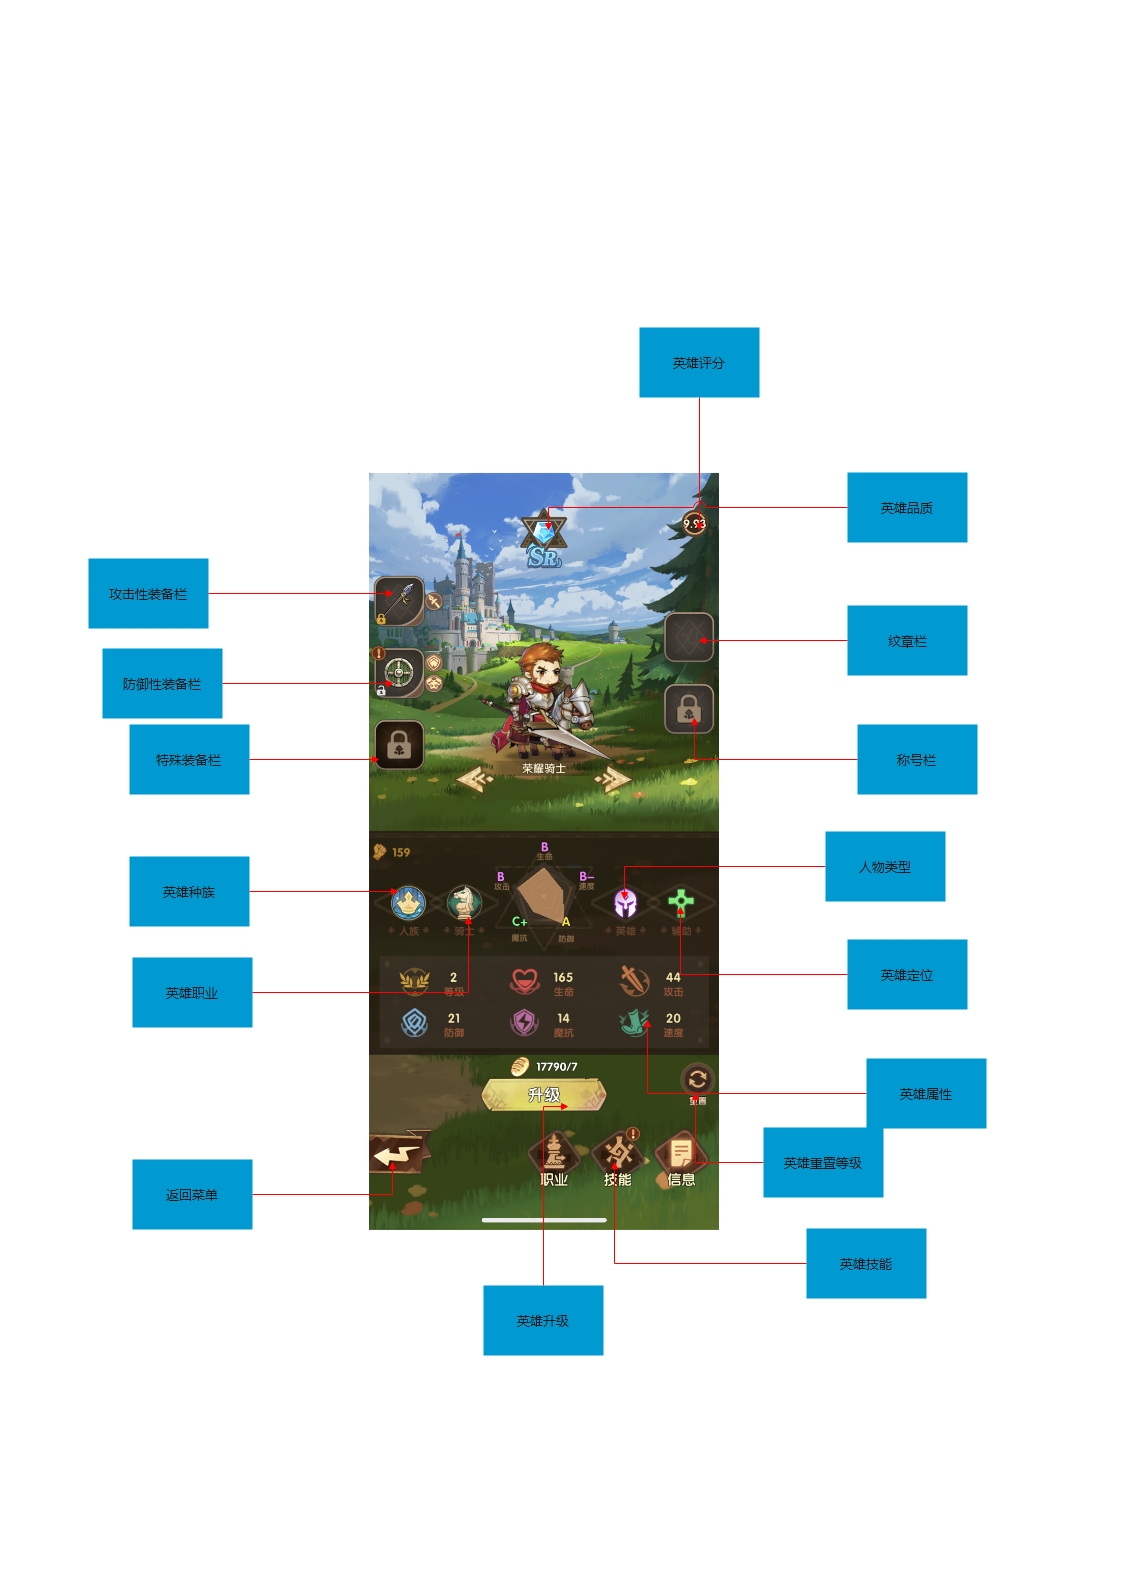 英雄评分
英雄品质
9.93
SR
攻击性装备栏
纹章栏
防御性装备栏
特殊装备栏
称号栏
荣耀骑士
159
B
生命
B
攻击
B-
速度
C+
魔抗
A
防御
人物类型
英雄种族
人族
骑士
英雄
辅助
英雄定位
英雄职业
2
等级
165
生命
44
攻击
21
防御
14
魔抗
20
速度
17790/7
升级
重置
英雄属性
英雄重置等级
职业
技能
信息
返回菜单
英雄技能
英雄升级